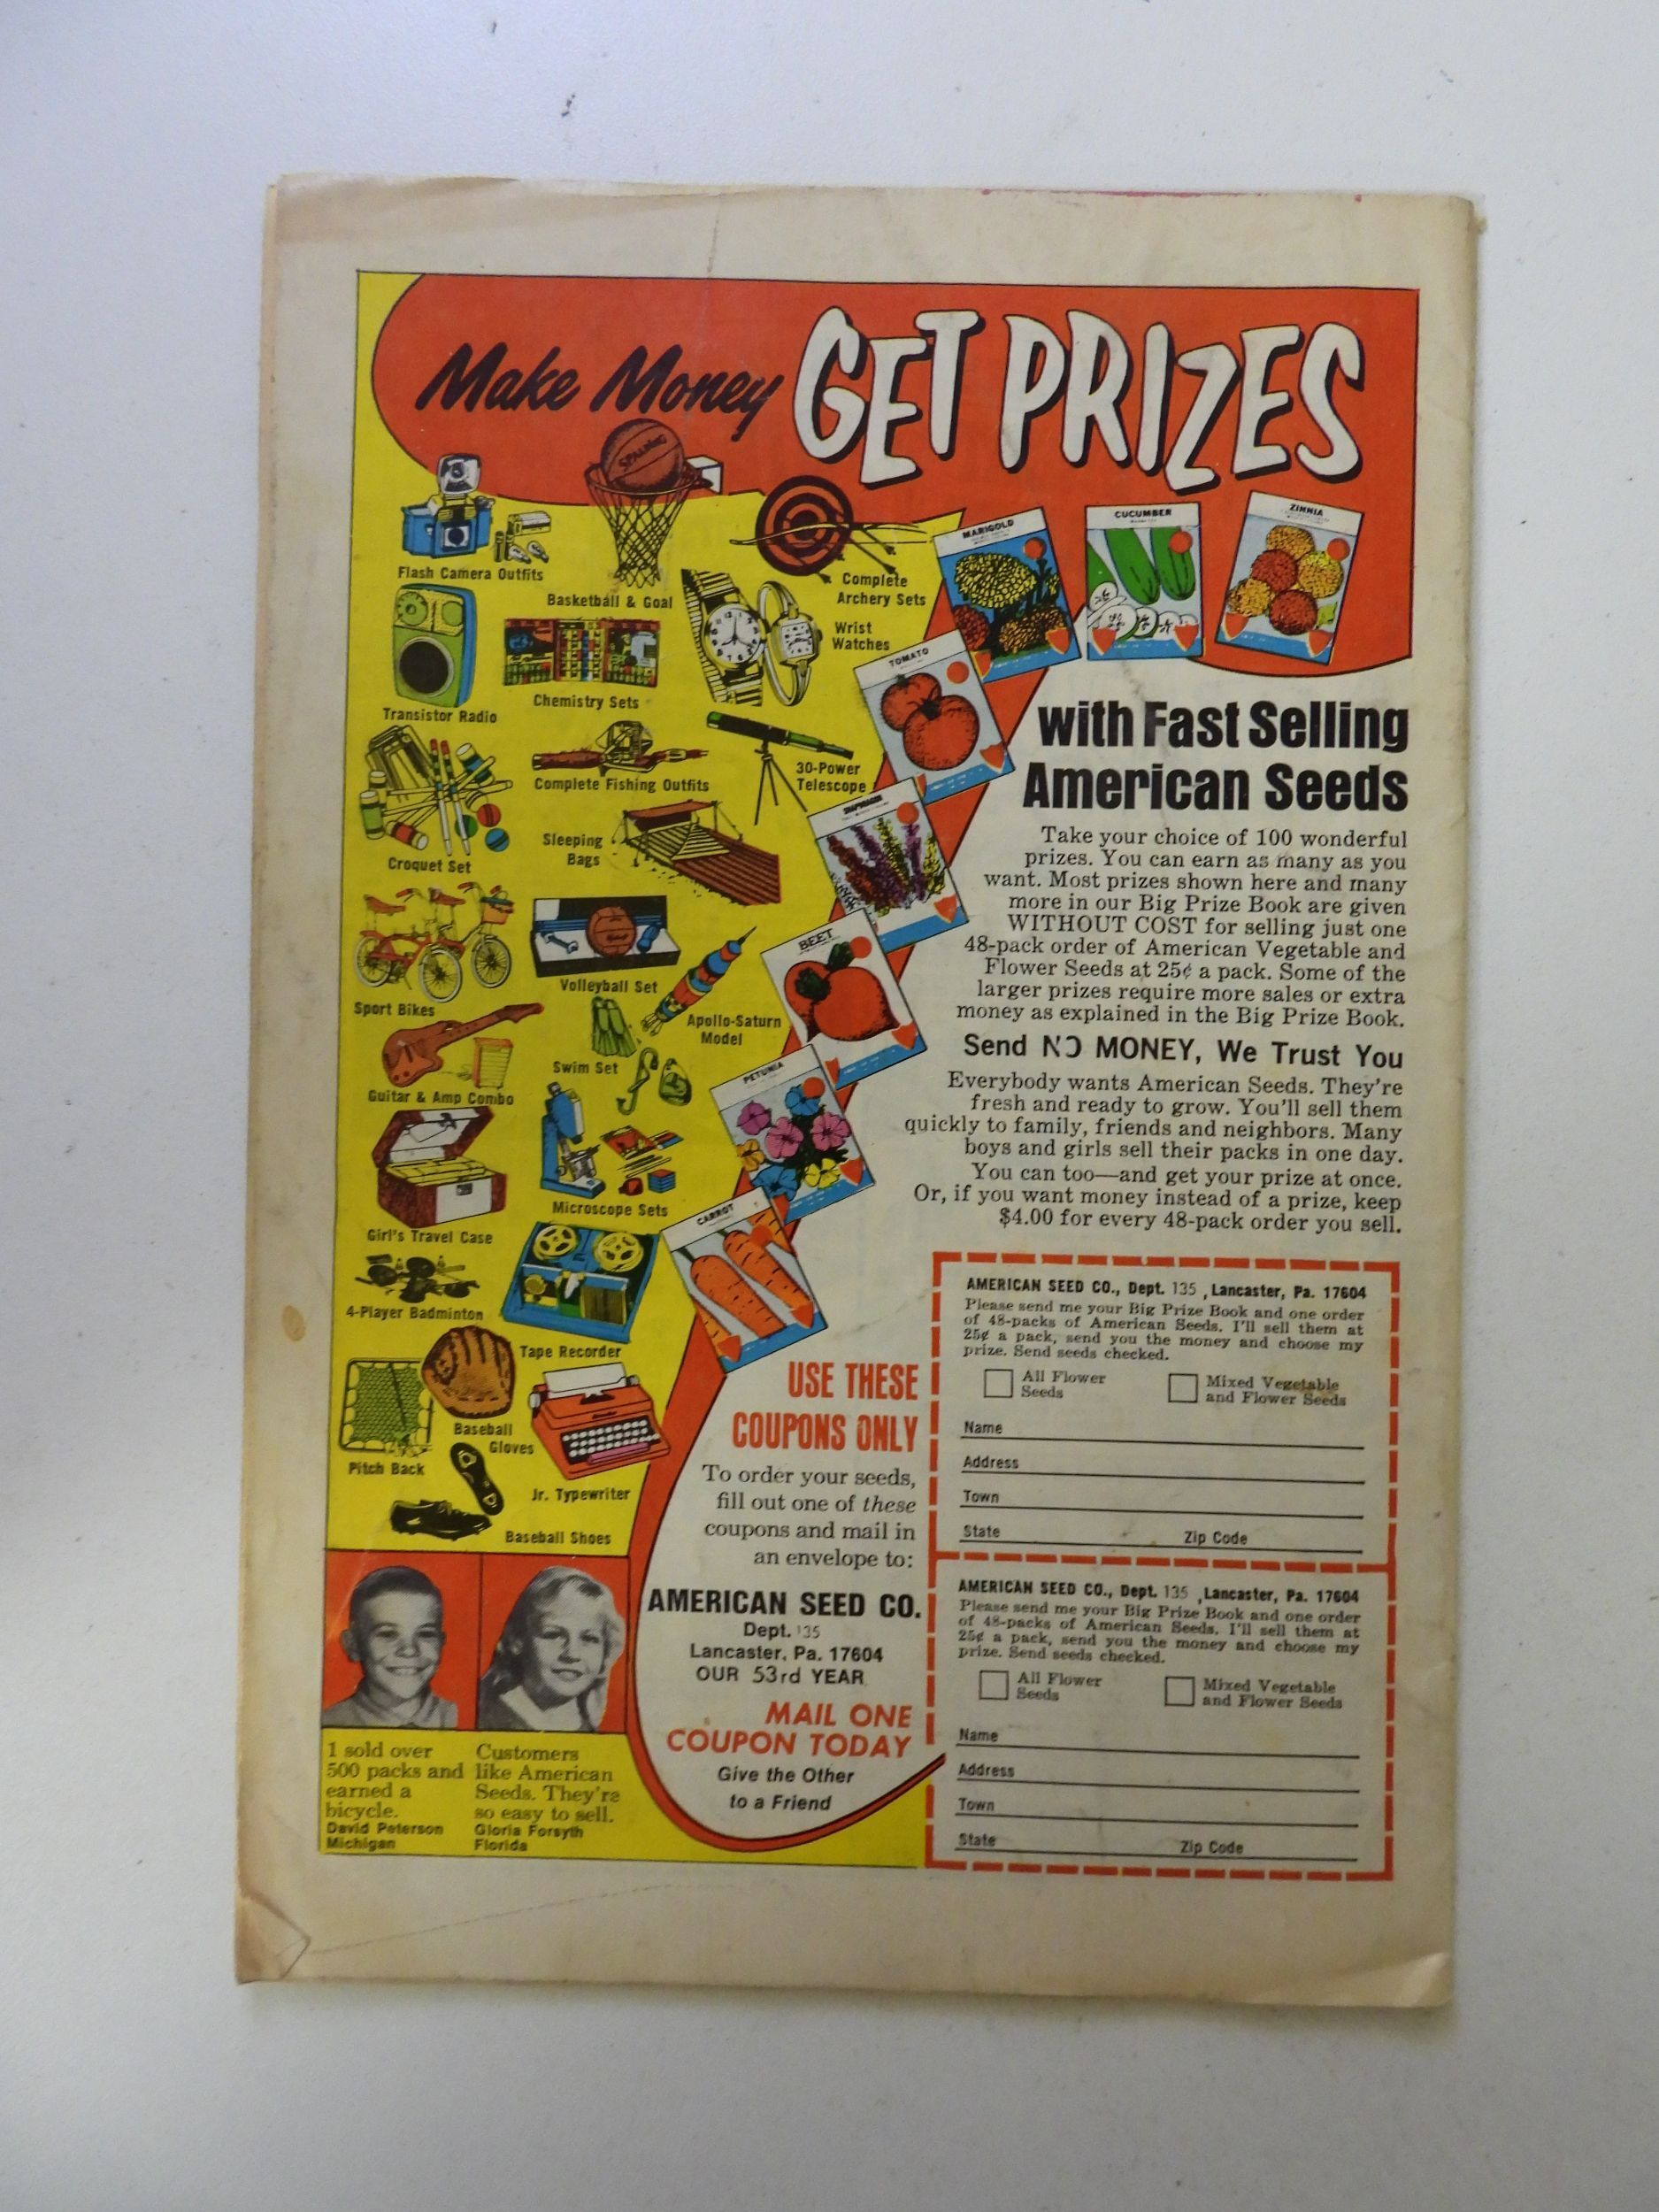 Make Money GET PRIZES
SPALDING
Flash Camera Outfits
Basketball & Goal
Complete
Archery Sets
Wrist
Watches
Transistor Radio
Chemistry Sets
Complete Fishing Outfits
30-Power
Telescope
Croquet Set
Sleeping
Bags
Sport Bikes
Volleyball Set
Apollo-Saturn
Model
Swim Set
Guitar & Amp Combo
Girl's Travel Case
Microscope Sets
4-Player Badminton
Tape Recorder
Pitch Back
Baseball
Gloves
Jr. Typewriter
Baseball Shoes
MARIGOLD
CUCUMBER
ZINNIA
TOMATO
BEET
PETUNIA
CARROT
with Fast Selling
American Seeds
Take your choice of 100 wonderful
prizes. You can earn as many as you
want. Most prizes shown here and many
more in our Big Prize Book are given
WITHOUT COST for selling just one
48-pack order of American Vegetable and
Flower Seeds at 25¢ a pack. Some of the
larger prizes require more sales or extra
money as explained in the Big Prize Book.
Send NO MONEY, We Trust You
Everybody wants American Seeds. They're
fresh and ready to grow. You'll sell them
quickly to family, friends and neighbors. Many
boys and girls sell their packs in one day.
You can too—and get your prize at once.
Or, if you want money instead of a prize, keep
$4.00 for every 48-pack order you sell.
USE THESE
COUPONS ONLY
To order your seeds,
fill out one of these
coupons and mail in
an envelope to:
AMERICAN SEED CO.
Dept. 135
Lancaster, Pa. 17604
OUR 53rd YEAR
MAIL ONE
COUPON TODAY
Give the Other
to a Friend
AMERICAN SEED CO., Dept. 135 , Lancaster, Pa. 17604
Please send me your Big Prize Book and one order
of 48-packs of American Seeds. I'll sell them at
25¢ a pack, send you the money and choose my
prize. Send seeds checked.
All Flower
Seeds
Mixed Vegetable
and Flower Seeds
Name
Address
Town
State Zip Code
AMERICAN SEED CO., Dept. 135 , Lancaster, Pa. 17604
Please send me your Big Prize Book and one order
of 48-packs of American Seeds. I'll sell them at
25¢ a pack, send you the money and choose my
prize. Send seeds checked.
All Flower
Seeds
Mixed Vegetable
and Flower Seeds
Name
Address
Town
State Zip Code
I sold over
500 packs and
earned a
bicycle.
David Peterson
Michigan
Customers
like American
Seeds. They're
so easy to sell.
Gloria Forsyth
Florida